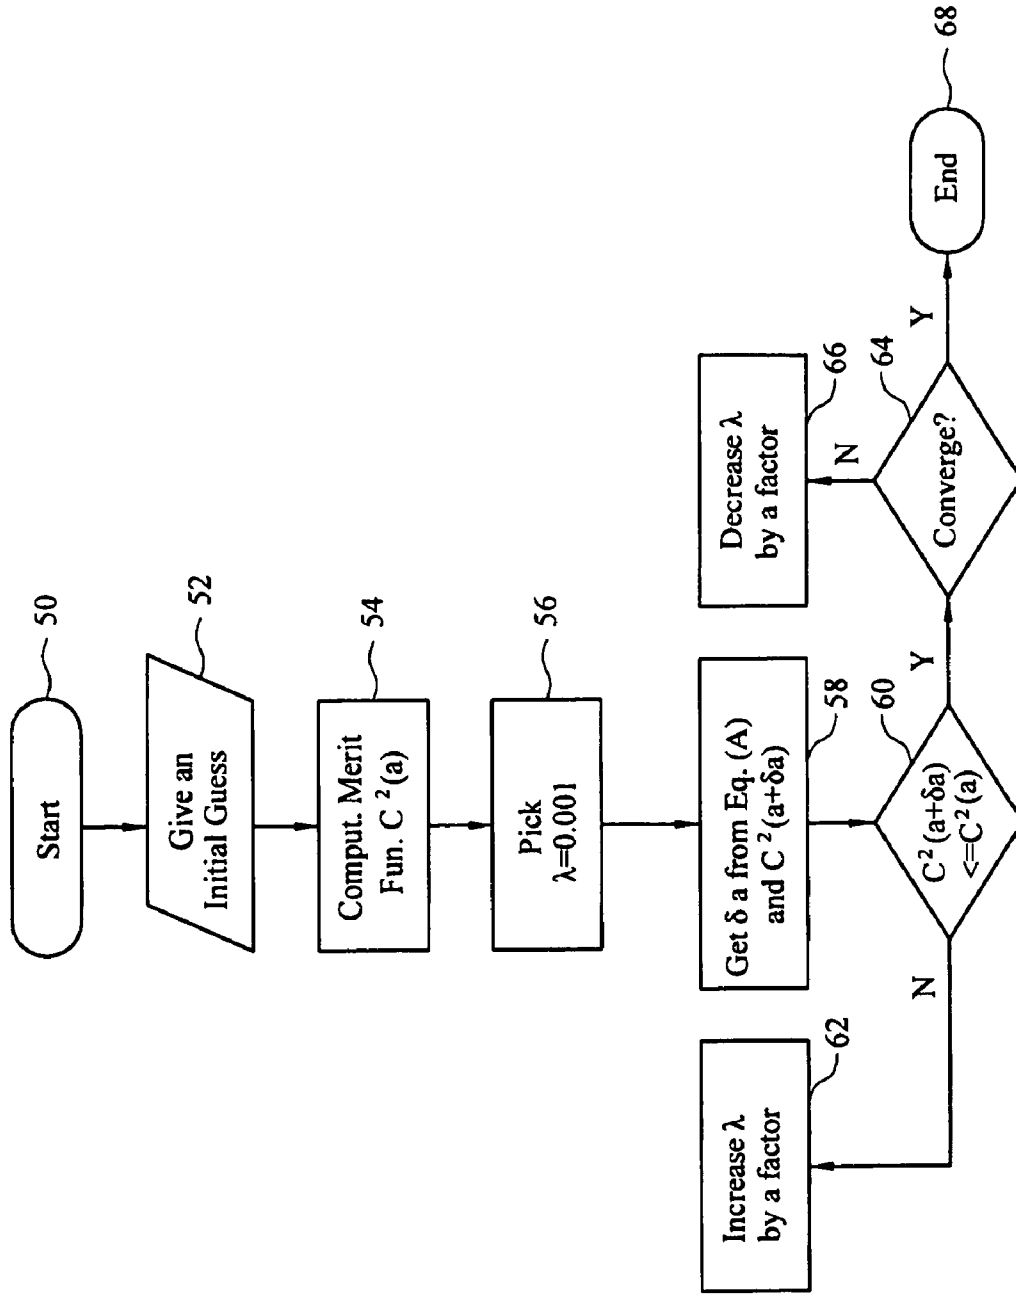 Start
50
Give an
Initial Guess
52
Comput. Merit
Fun. C²(a)
54
Pick
λ=0.001
56
Get δ a from Eq. (A)
and C²(a+δa)
58
C²(a+δa)
<=C²(a)
60
N
Y
Increase λ
by a factor
62
Converge?
64
N
Y
Decrease λ
by a factor
66
End
68